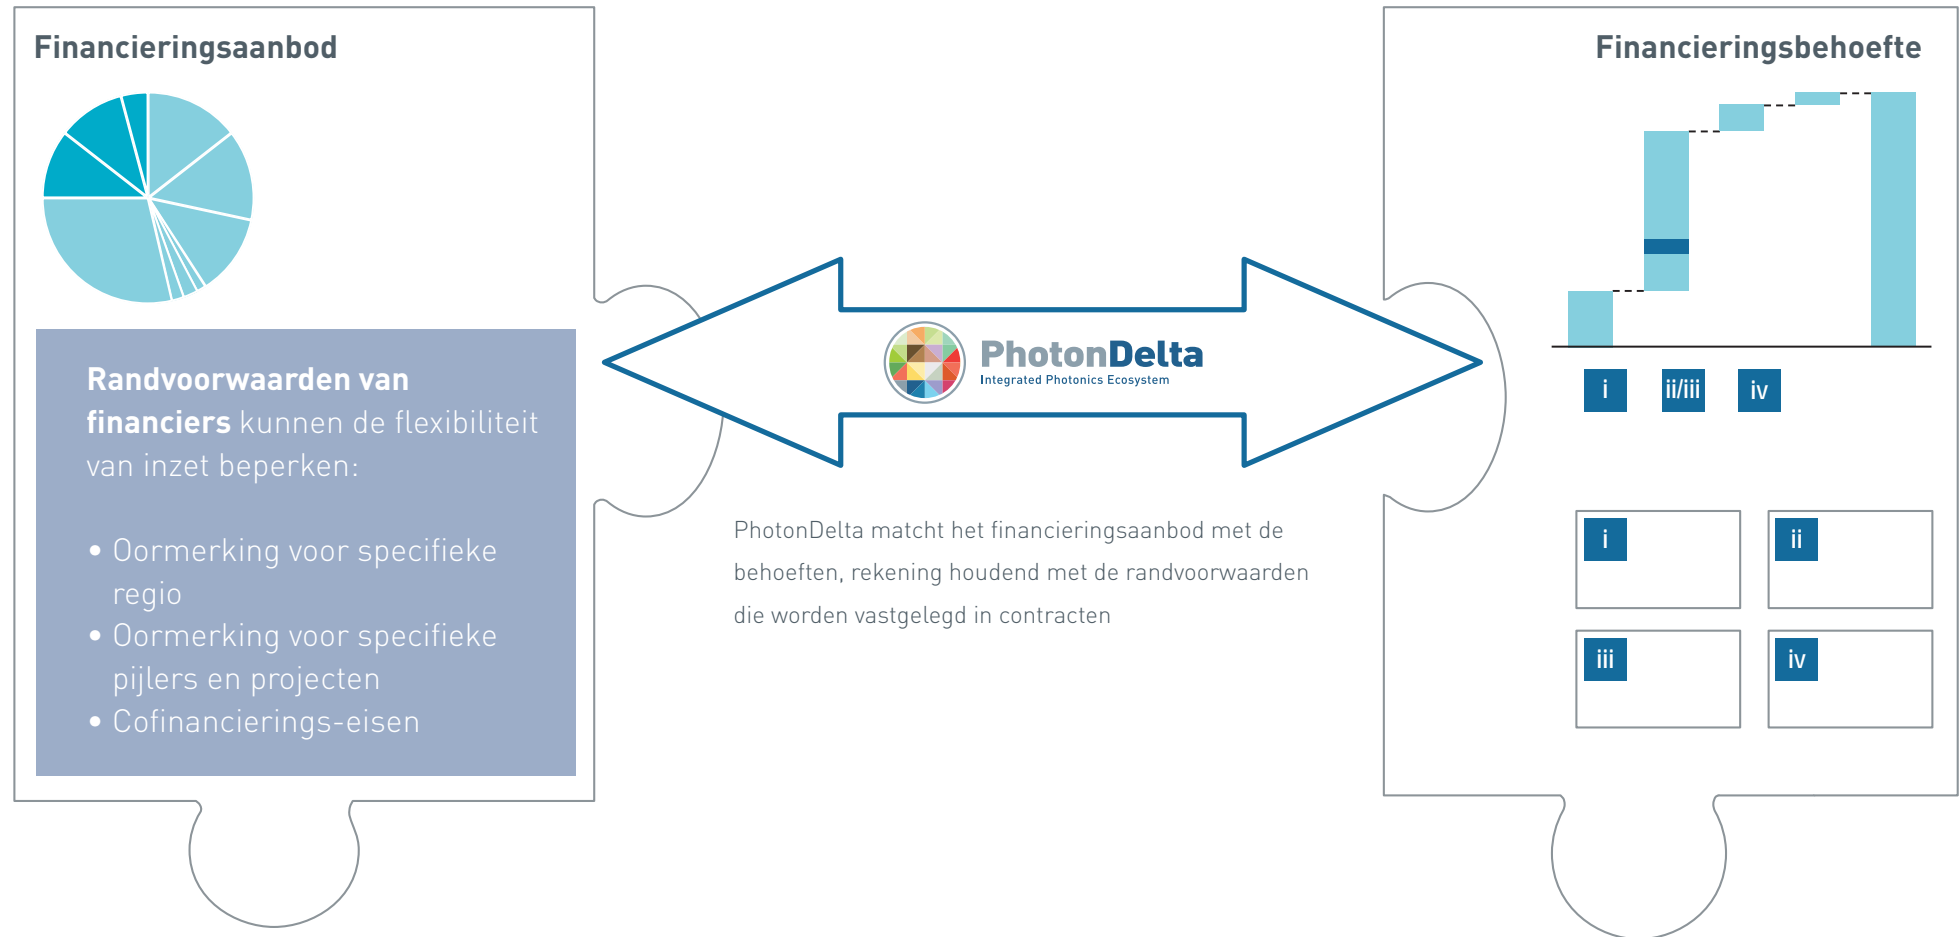 Financieringsaanbod
Randvoorwaarden van
financiers kunnen de flexibiliteit
van inzet beperken:
• Oormerking voor specifieke
regio
• Oormerking voor specifieke
pijlers en projecten
• Cofinancierings-eisen
PhotonDelta
Integrated Photonics Ecosystem
PhotonDelta matcht het financieringsaanbod met de
behoeften, rekening houdend met de randvoorwaarden
die worden vastgelegd in contracten
Financieringsbehoefte
i ii/iii iv
i ii
iii iv